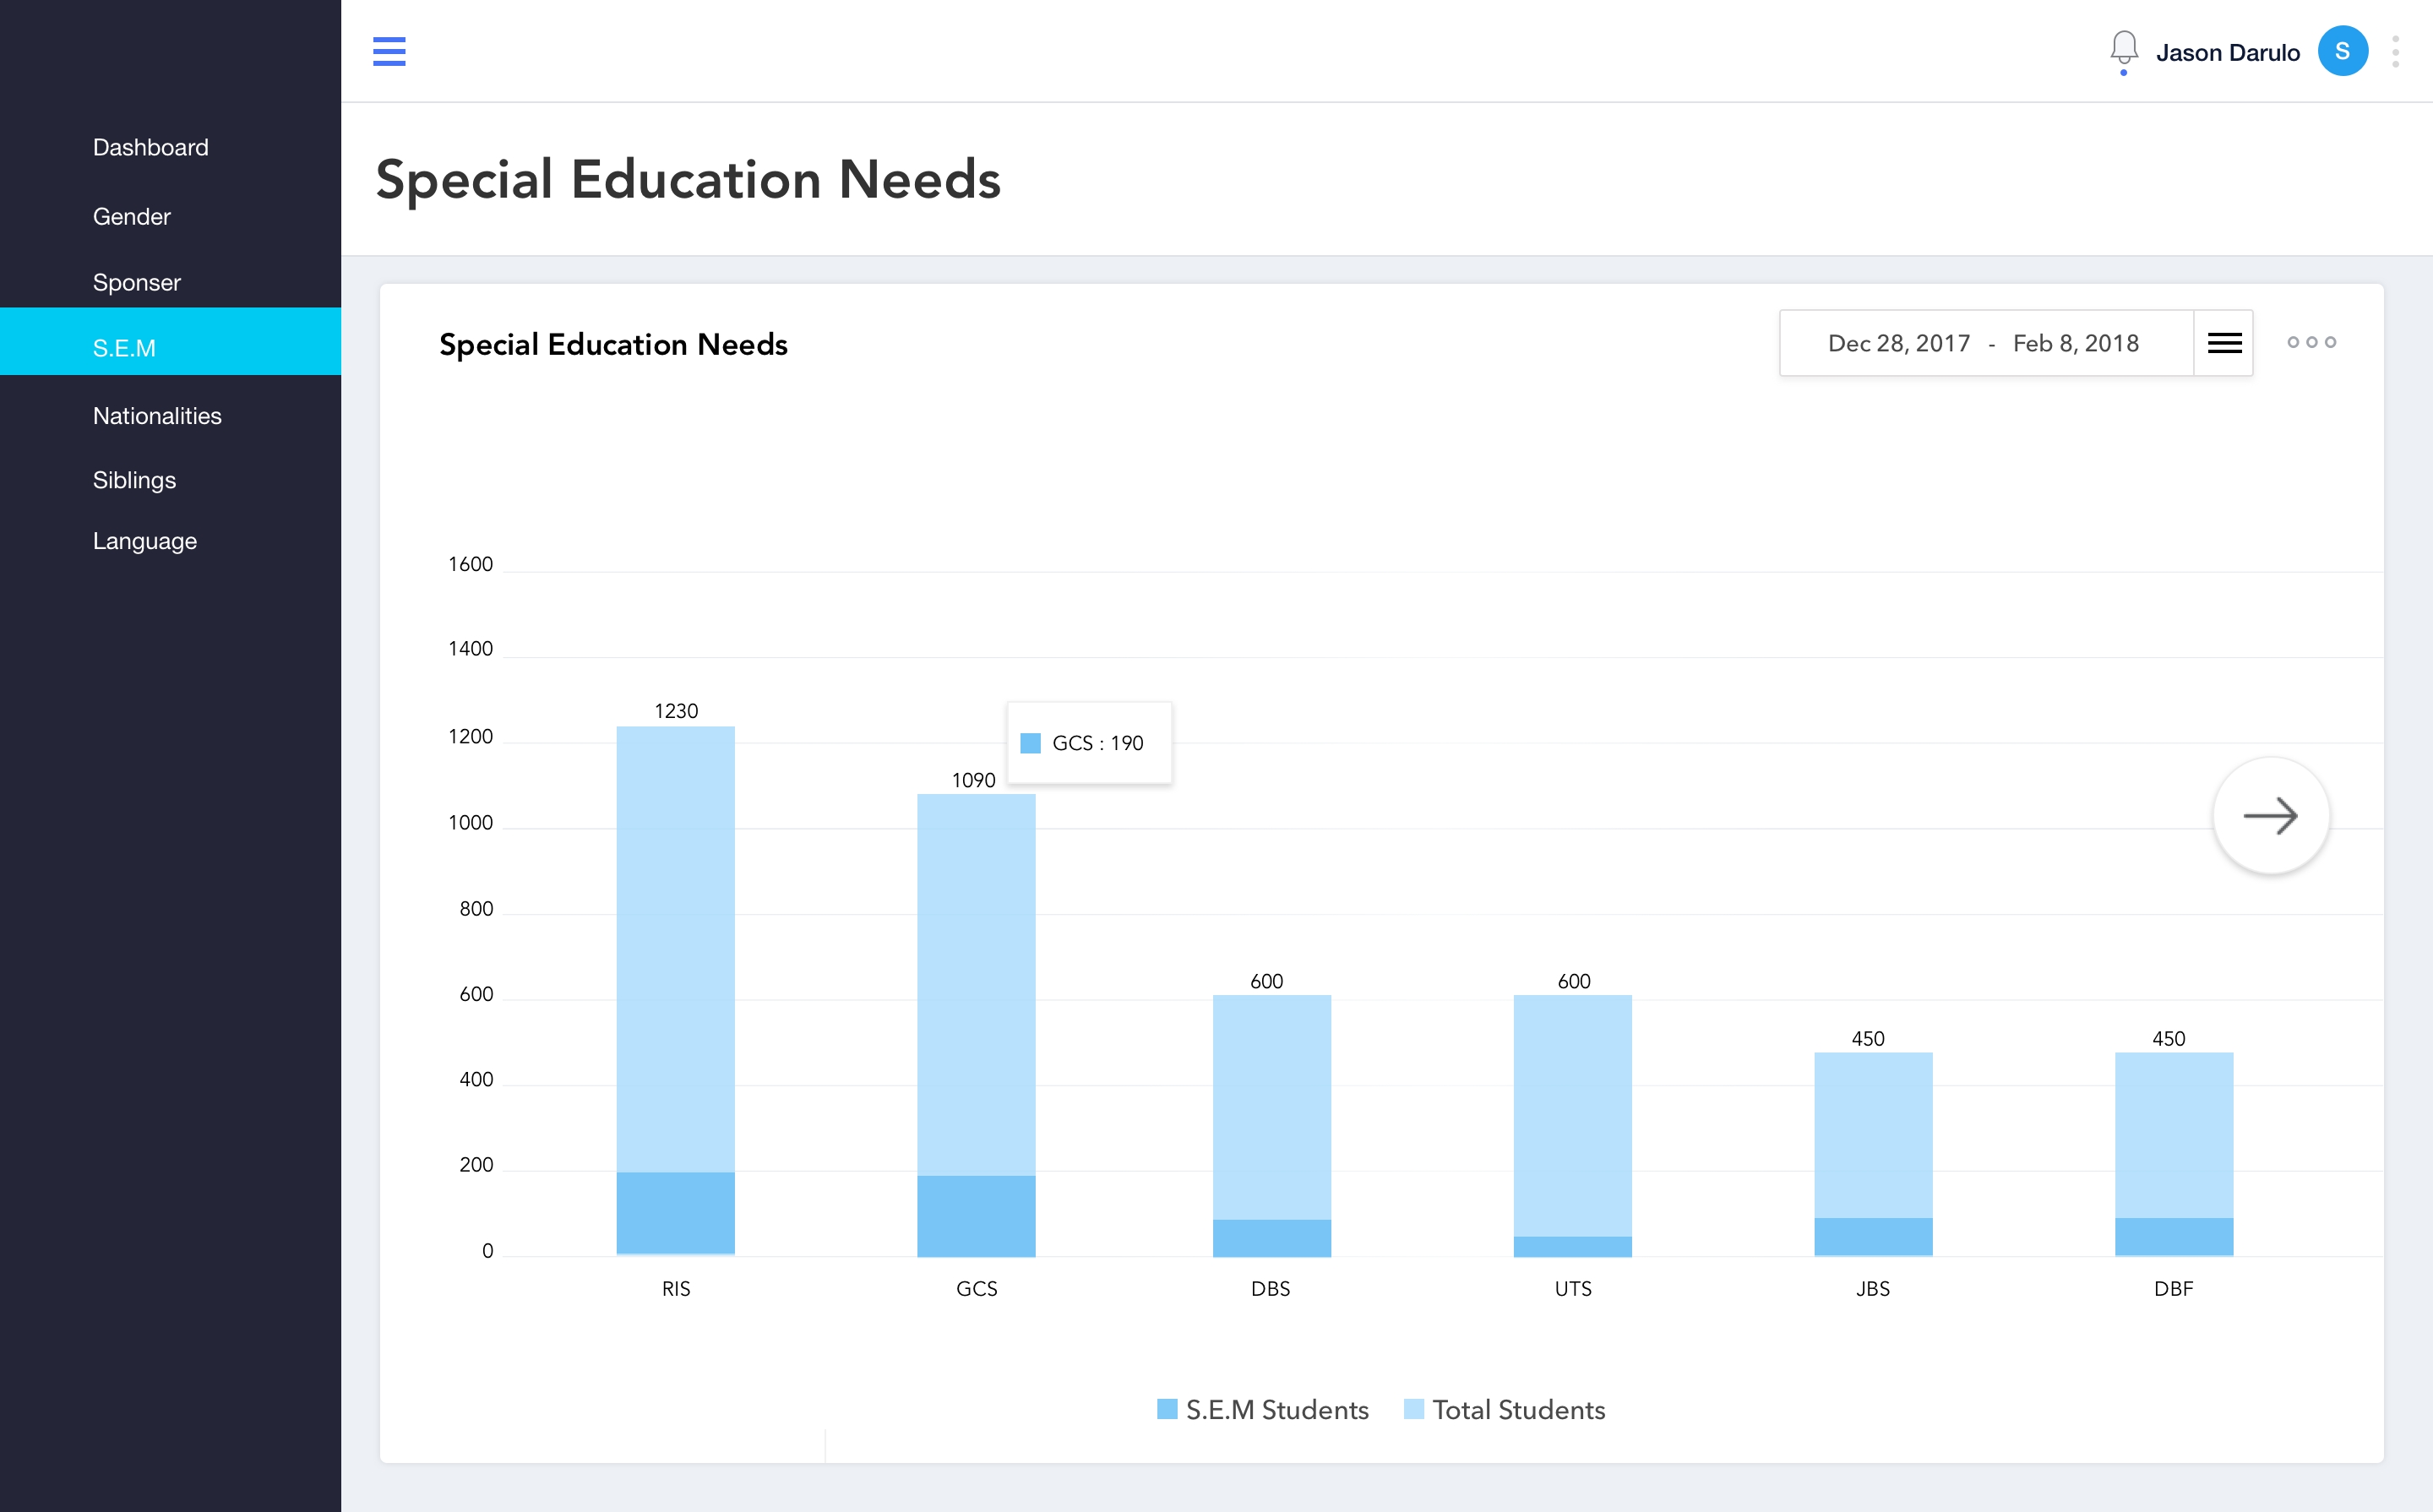 Jason Darulo
S
Dashboard
Gender
Sponser
S.E.M
Nationalities
Siblings
Language
Special Education Needs
Special Education Needs
Dec 28, 2017 - Feb 8, 2018
1600
1400
1200
1000
800
600
400
200
0
1230
1090
GCS : 190
600
600
450
450
RIS
GCS
DBS
UTS
JBS
DBF
S.E.M Students
Total Students